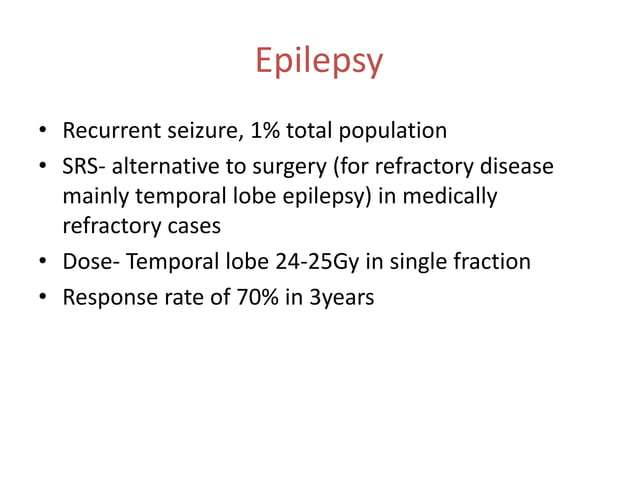 Epilepsy
• Recurrent seizure, 1% total population
• SRS- alternative to surgery (for refractory disease
mainly temporal lobe epilepsy) in medically
refractory cases
• Dose- Temporal lobe 24-25Gy in single fraction
• Response rate of 70% in 3years